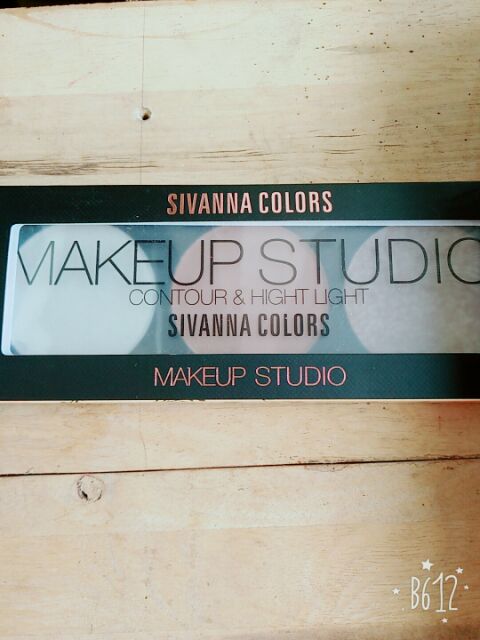 SIVANNA COLORS
MAKEUP STUDIO
CONTOUR & HIGHT LIGHT
SIVANNA COLORS
MAKEUP STUDIO
B612